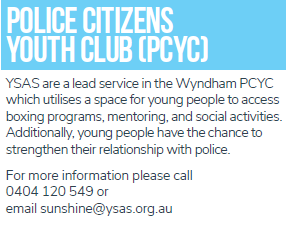 POLICE CITIZENS
YOUTH CLUB (PCYC)
YSAS are a lead service in the Wyndham PCYC
which utilises a space for young people to access
boxing programs, mentoring, and social activities.
Additionally, young people have the chance to
strengthen their relationship with police.
For more information please call
0404 120 549 or
email sunshine@ysas.org.au